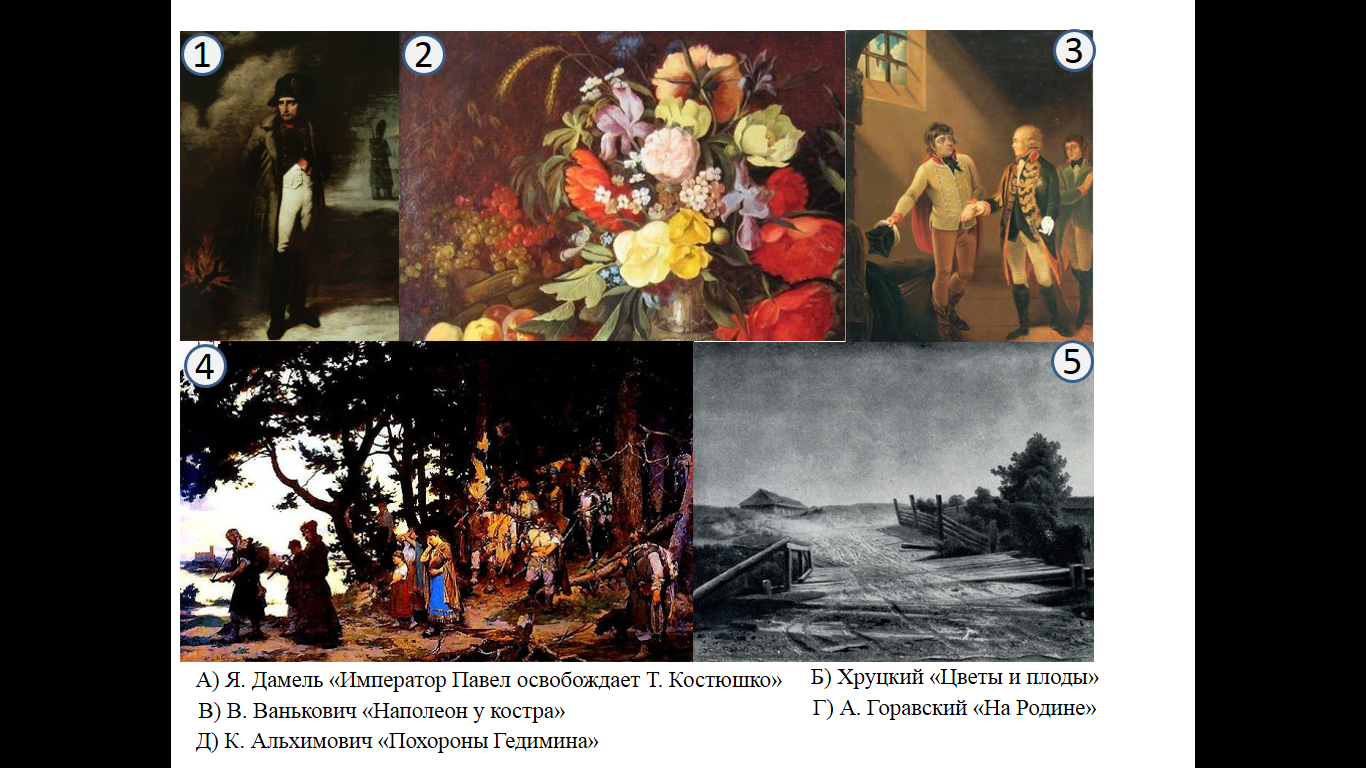 1
2
3
4
5
А) Я. Дамель «Император Павел освобождает Т. Костюшко»
Б) Хруцкий «Цветы и плоды»
В) В. Ванькович «Наполеон у костра»
Г) А. Горавский «На Родине»
Д) К. Альхимович «Похороны Гедимина»